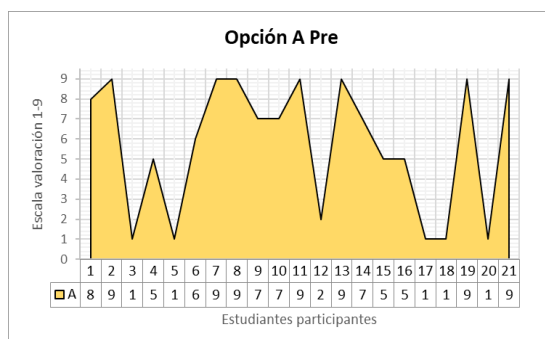 Opción A Pre
Escala valoración 1-9
9
8
7
6
5
4
3
2
1
0
1 2 3 4 5 6 7 8 9 10 11 12 13 14 15 16 17 18 19 20 21
A 8 9 1 5 1 6 9 9 7 7 9 2 9 7 5 5 1 1 9 1 9
Estudiantes participantes